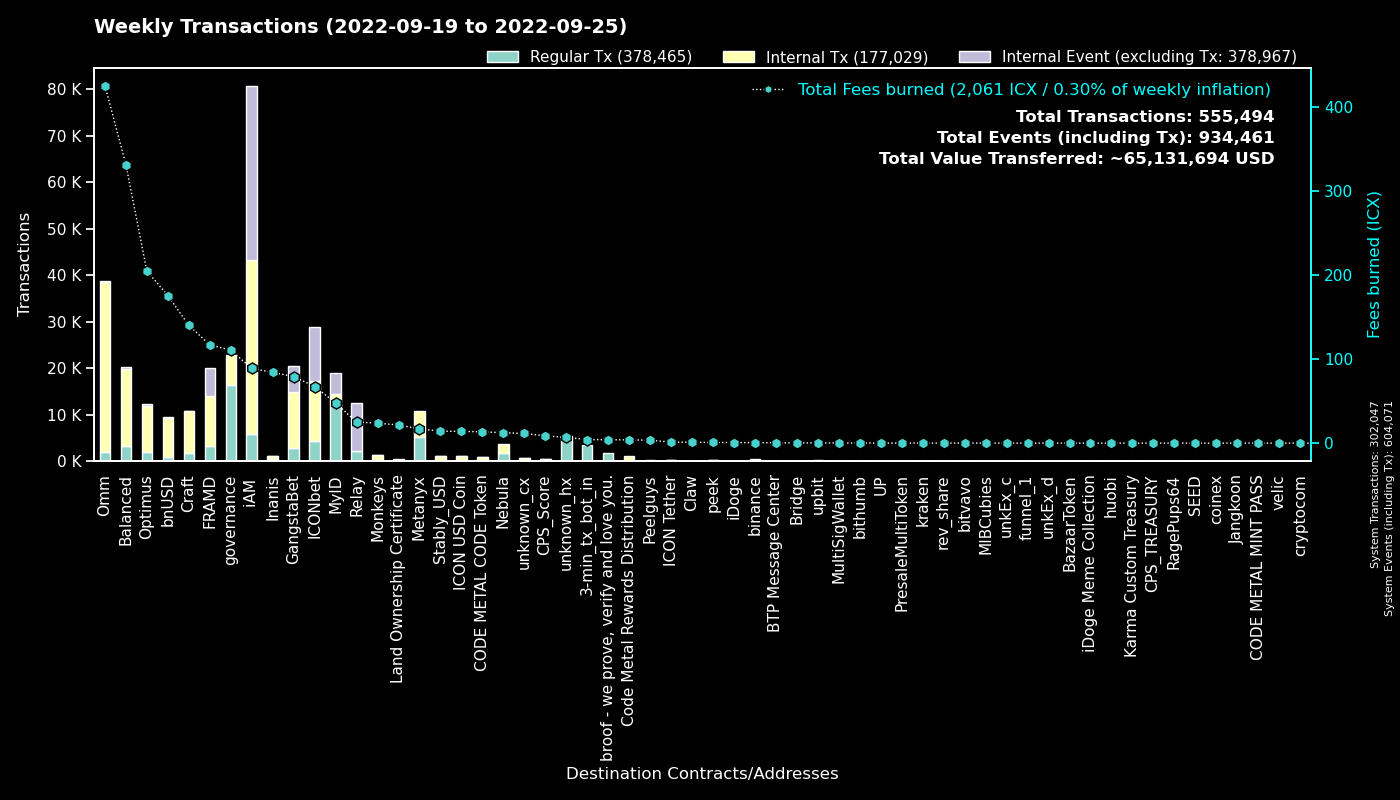 Weekly Transactions (2022-09-19 to 2022-09-25)
Regular Tx (378,465)
Internal Tx (177,029)
Internal Event (excluding Tx: 378,967)
Total Fees burned (2,061 ICX / 0.30% of weekly inflation)
Total Transactions: 555,494
Total Events (including Tx): 934,461
Total Value Transferred: ~65,131,694 USD
Transactions
80 K
70 K
60 K
50 K
40 K
30 K
20 K
10 K
0 K
Fees burned (ICX)
400
300
200
100
0
System Transactions: 302,047
System Events (including Tx): 604,071
Omm
Balanced
Optimus
bnUSD
Craft
FRAMD
governance
iAM
Inanis
GangstaBet
ICONbet
MyID
Relay
Monkeys
Land Ownership Certificate
Metanyx
Stably_USD
ICON USD Coin
CODE METAL CODE Token
Nebula
unknown_cx
CPS_Score
unknown_hx
3-min_tx_bot_in
broof - we prove, verify and love you.
Code Metal Rewards Distribution
Peelguys
ICON Tether
Claw
peek
iDoge
binance
BTP Message Center
Bridge
upbit
MultiSigWallet
bithumb
UP
PresaleMultiToken
kraken
rev_share
bitvavo
MIBCubies
unkEx_c
funnel_1
unkEx_d
BazaarToken
iDoge Meme Collection
huobi
Karma Custom Treasury
CPS_TREASURY
RagePups64
SEED
coinex
Jangkoon
CODE METAL MINT PASS
velic
cryptocom
Destination Contracts/Addresses